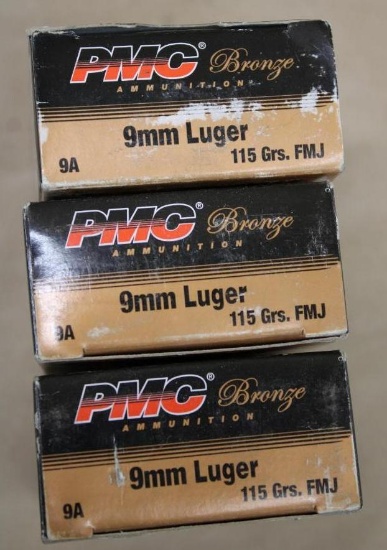 PMC® Bronze
AMMUNITION
9mm Luger
9A 115 Grs. FMJ
PMC® Bronze
AMMUNITION
9mm Luger
9A 115 Grs. FMJ
PMC® Bronze
AMMUNITION
9mm Luger
9A 115 Grs. FMJ